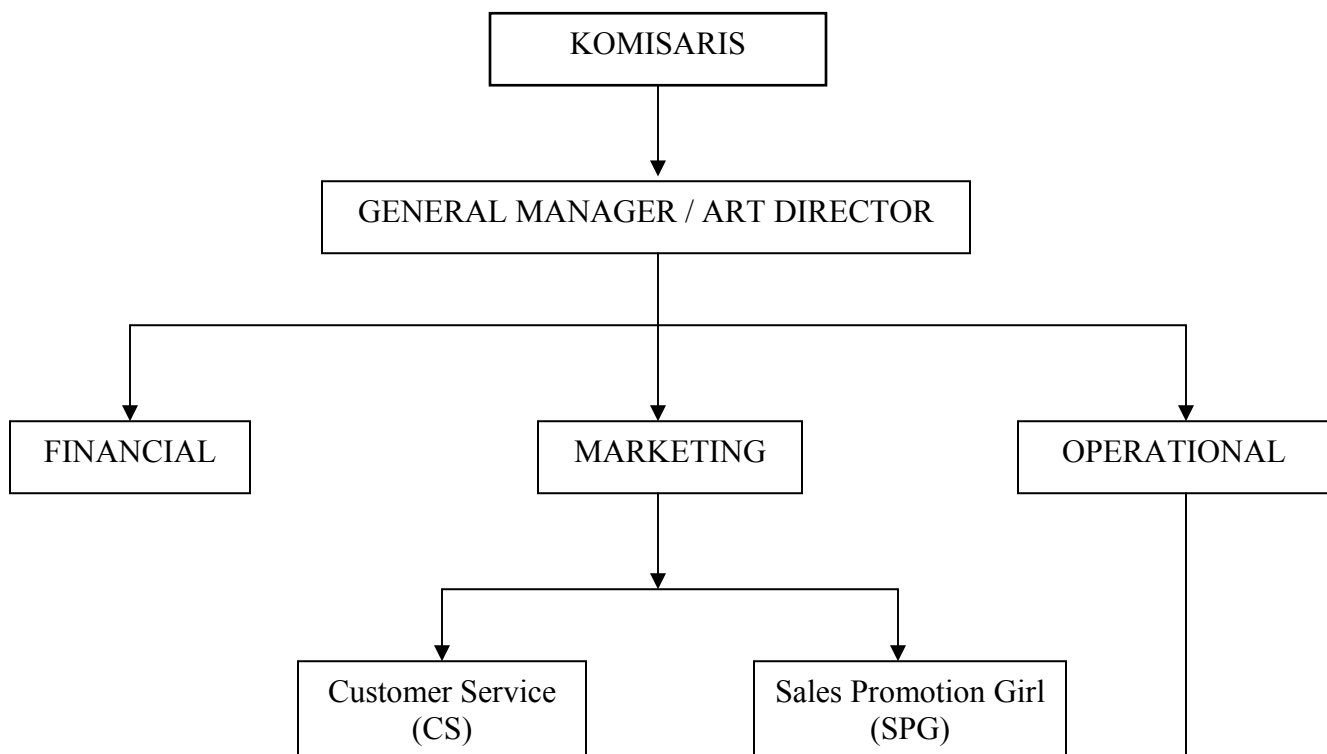 KOMISARIS
GENERAL MANAGER / ART DIRECTOR
FINANCIAL
MARKETING
OPERATIONAL
Customer Service
(CS)
Sales Promotion Girl
(SPG)